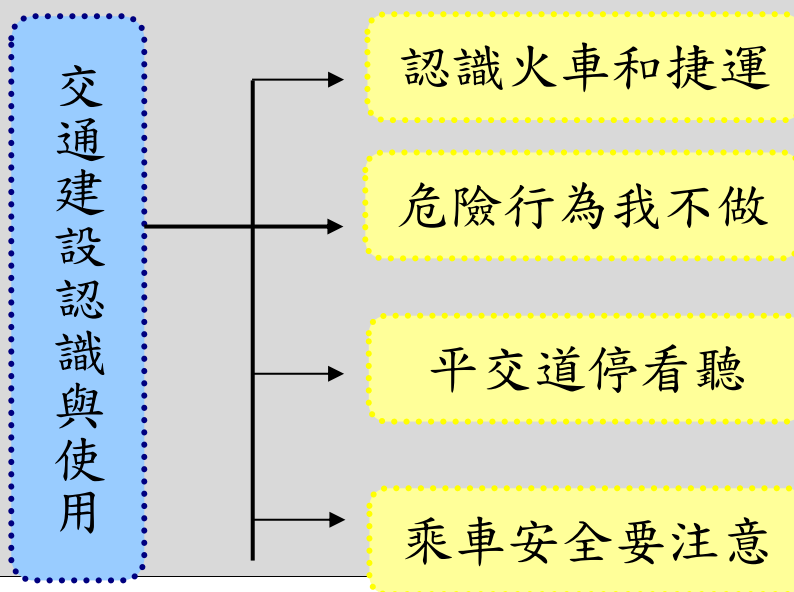 交通建設認識與使用
認識火車和捷運
危險行為我不做
平交道停看聽
乘車安全要注意